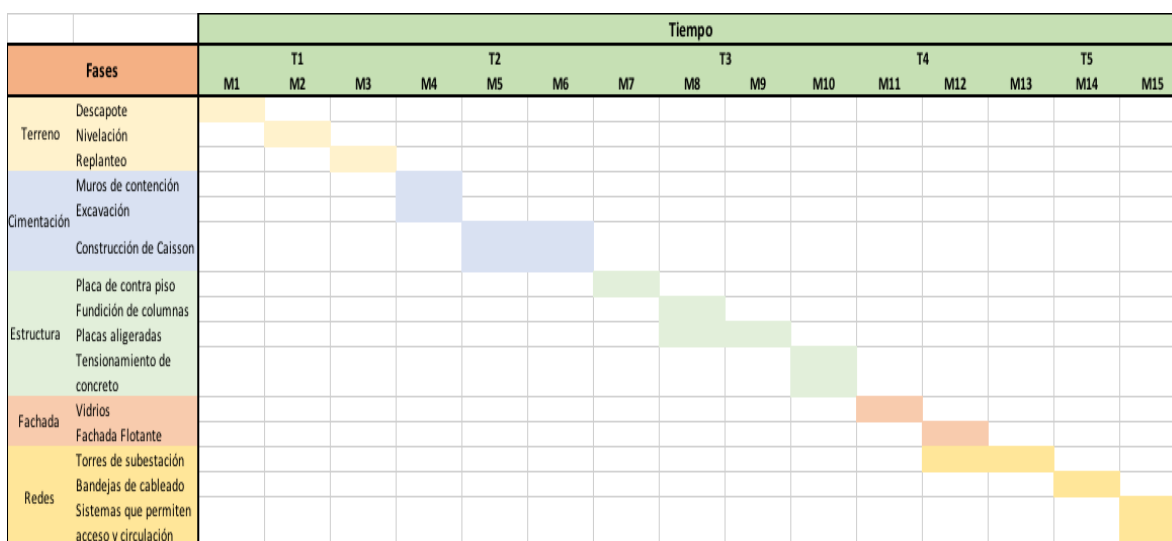 Tiempo
Fases
T1 T2 T3 T4 T5
M1 M2 M3 M4 M5 M6 M7 M8 M9 M10 M11 M12 M13 M14 M15
Terreno
Descapote
Nivelación
Replanteo
Cimentación
Muros de contención
Excavación
Construcción de Caisson
Estructura
Placa de contra piso
Fundición de columnas
Placas aligeradas
Tensionamiento de
concreto
Fachada
Vidrios
Fachada Flotante
Redes
Torres de subestación
Bandejas de cableado
Sistemas que permiten
acceso y circulación